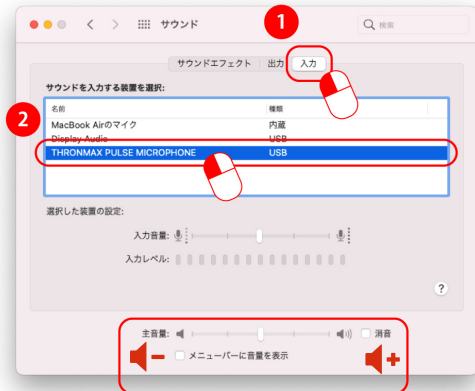 サウンド
1
検索
サウンドエフェクト 出力 入力
サウンドを入力する装置を選択:
2
名前 種類
MacBook Airのマイク 内蔵
Display Audio USB
THRONMAX PULSE MICROPHONE USB
選択した装置の設定:
入力音量:
入力レベル:
?
主音量: 消音
メニューバーに音量を表示